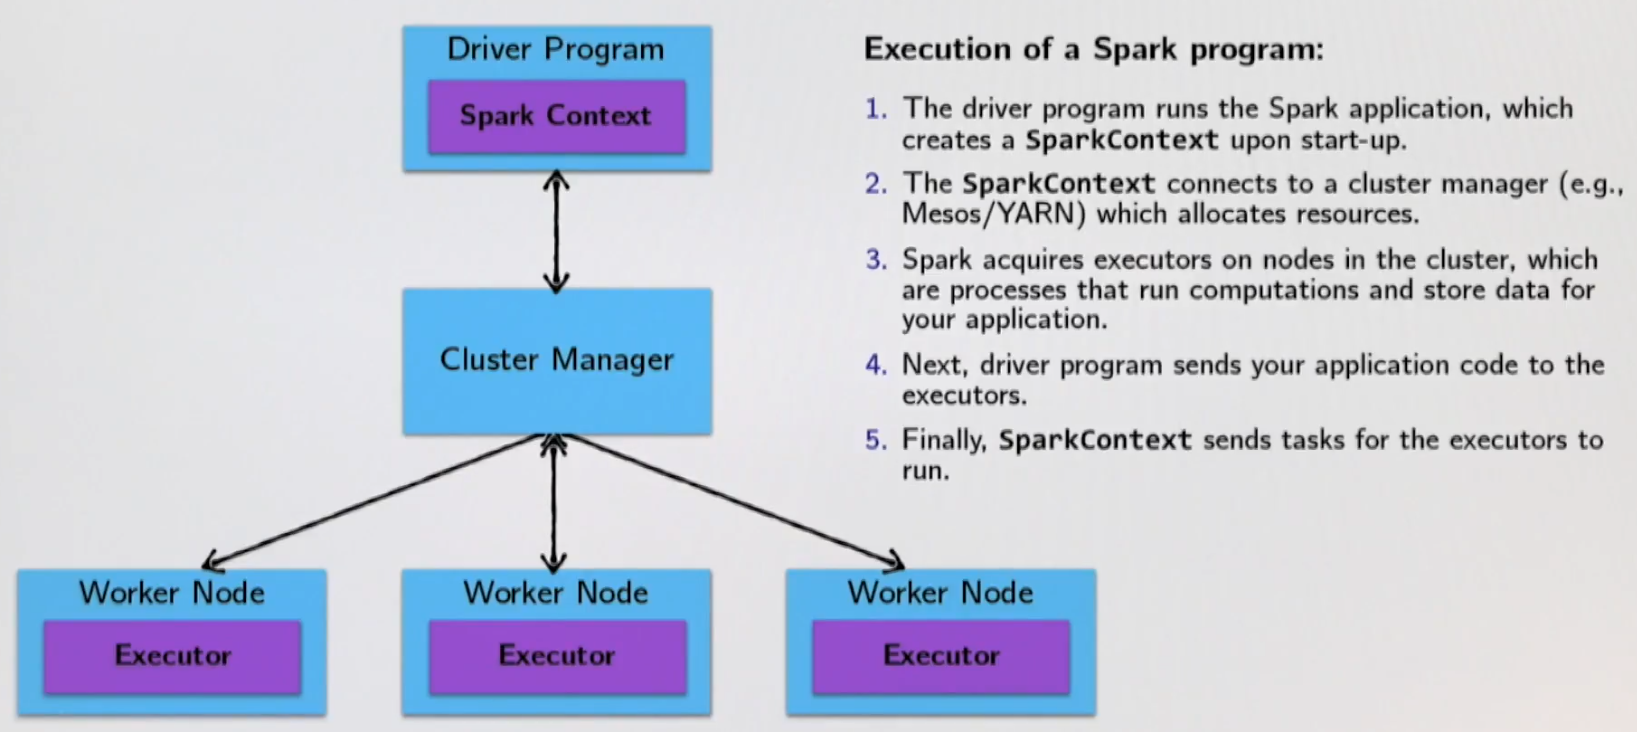 Driver Program
Spark Context
Cluster Manager
Worker Node
Executor
Worker Node
Executor
Worker Node
Executor
Execution of a Spark program:
1. The driver program runs the Spark application, which
creates a SparkContext upon start-up.
2. The SparkContext connects to a cluster manager (e.g.,
Mesos/YARN) which allocates resources.
3. Spark acquires executors on nodes in the cluster, which
are processes that run computations and store data for
your application.
4. Next, driver program sends your application code to the
executors.
5. Finally, SparkContext sends tasks for the executors to
run.